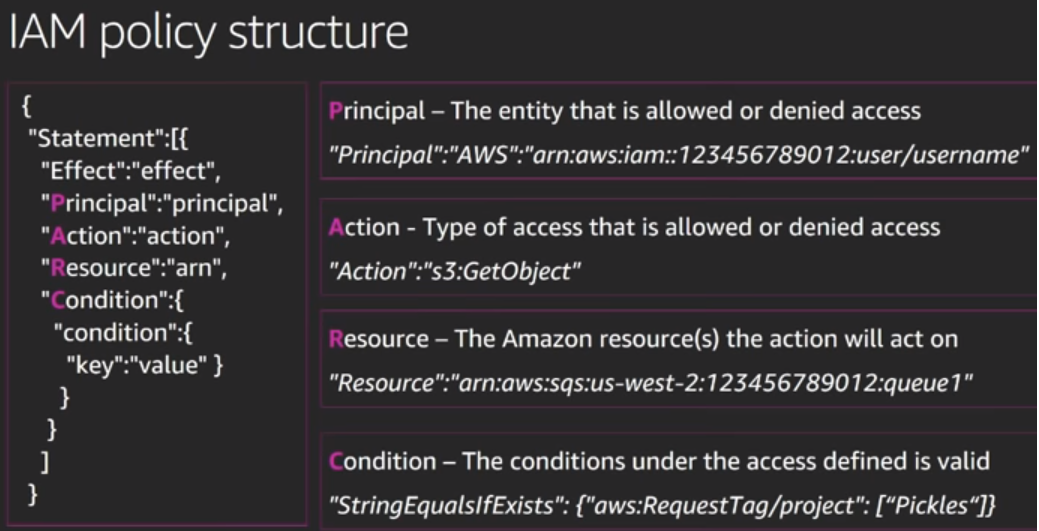 IAM policy structure
{
"Statement":[{
"Effect":"effect",
"Principal":"principal",
"Action":"action",
"Resource":"arn",
"Condition":{
"condition":{
"key":"value" }
}
}
]
}
Principal – The entity that is allowed or denied access
"Principal":"AWS":"arn:aws:iam::123456789012:user/username"
Action - Type of access that is allowed or denied access
"Action":"s3:GetObject"
Resource – The Amazon resource(s) the action will act on
"Resource":"arn:aws:sqs:us-west-2:123456789012:queue1"
Condition – The conditions under the access defined is valid
"StringEqualsIfExists": {"aws:RequestTag/project": [“Pickles“]}